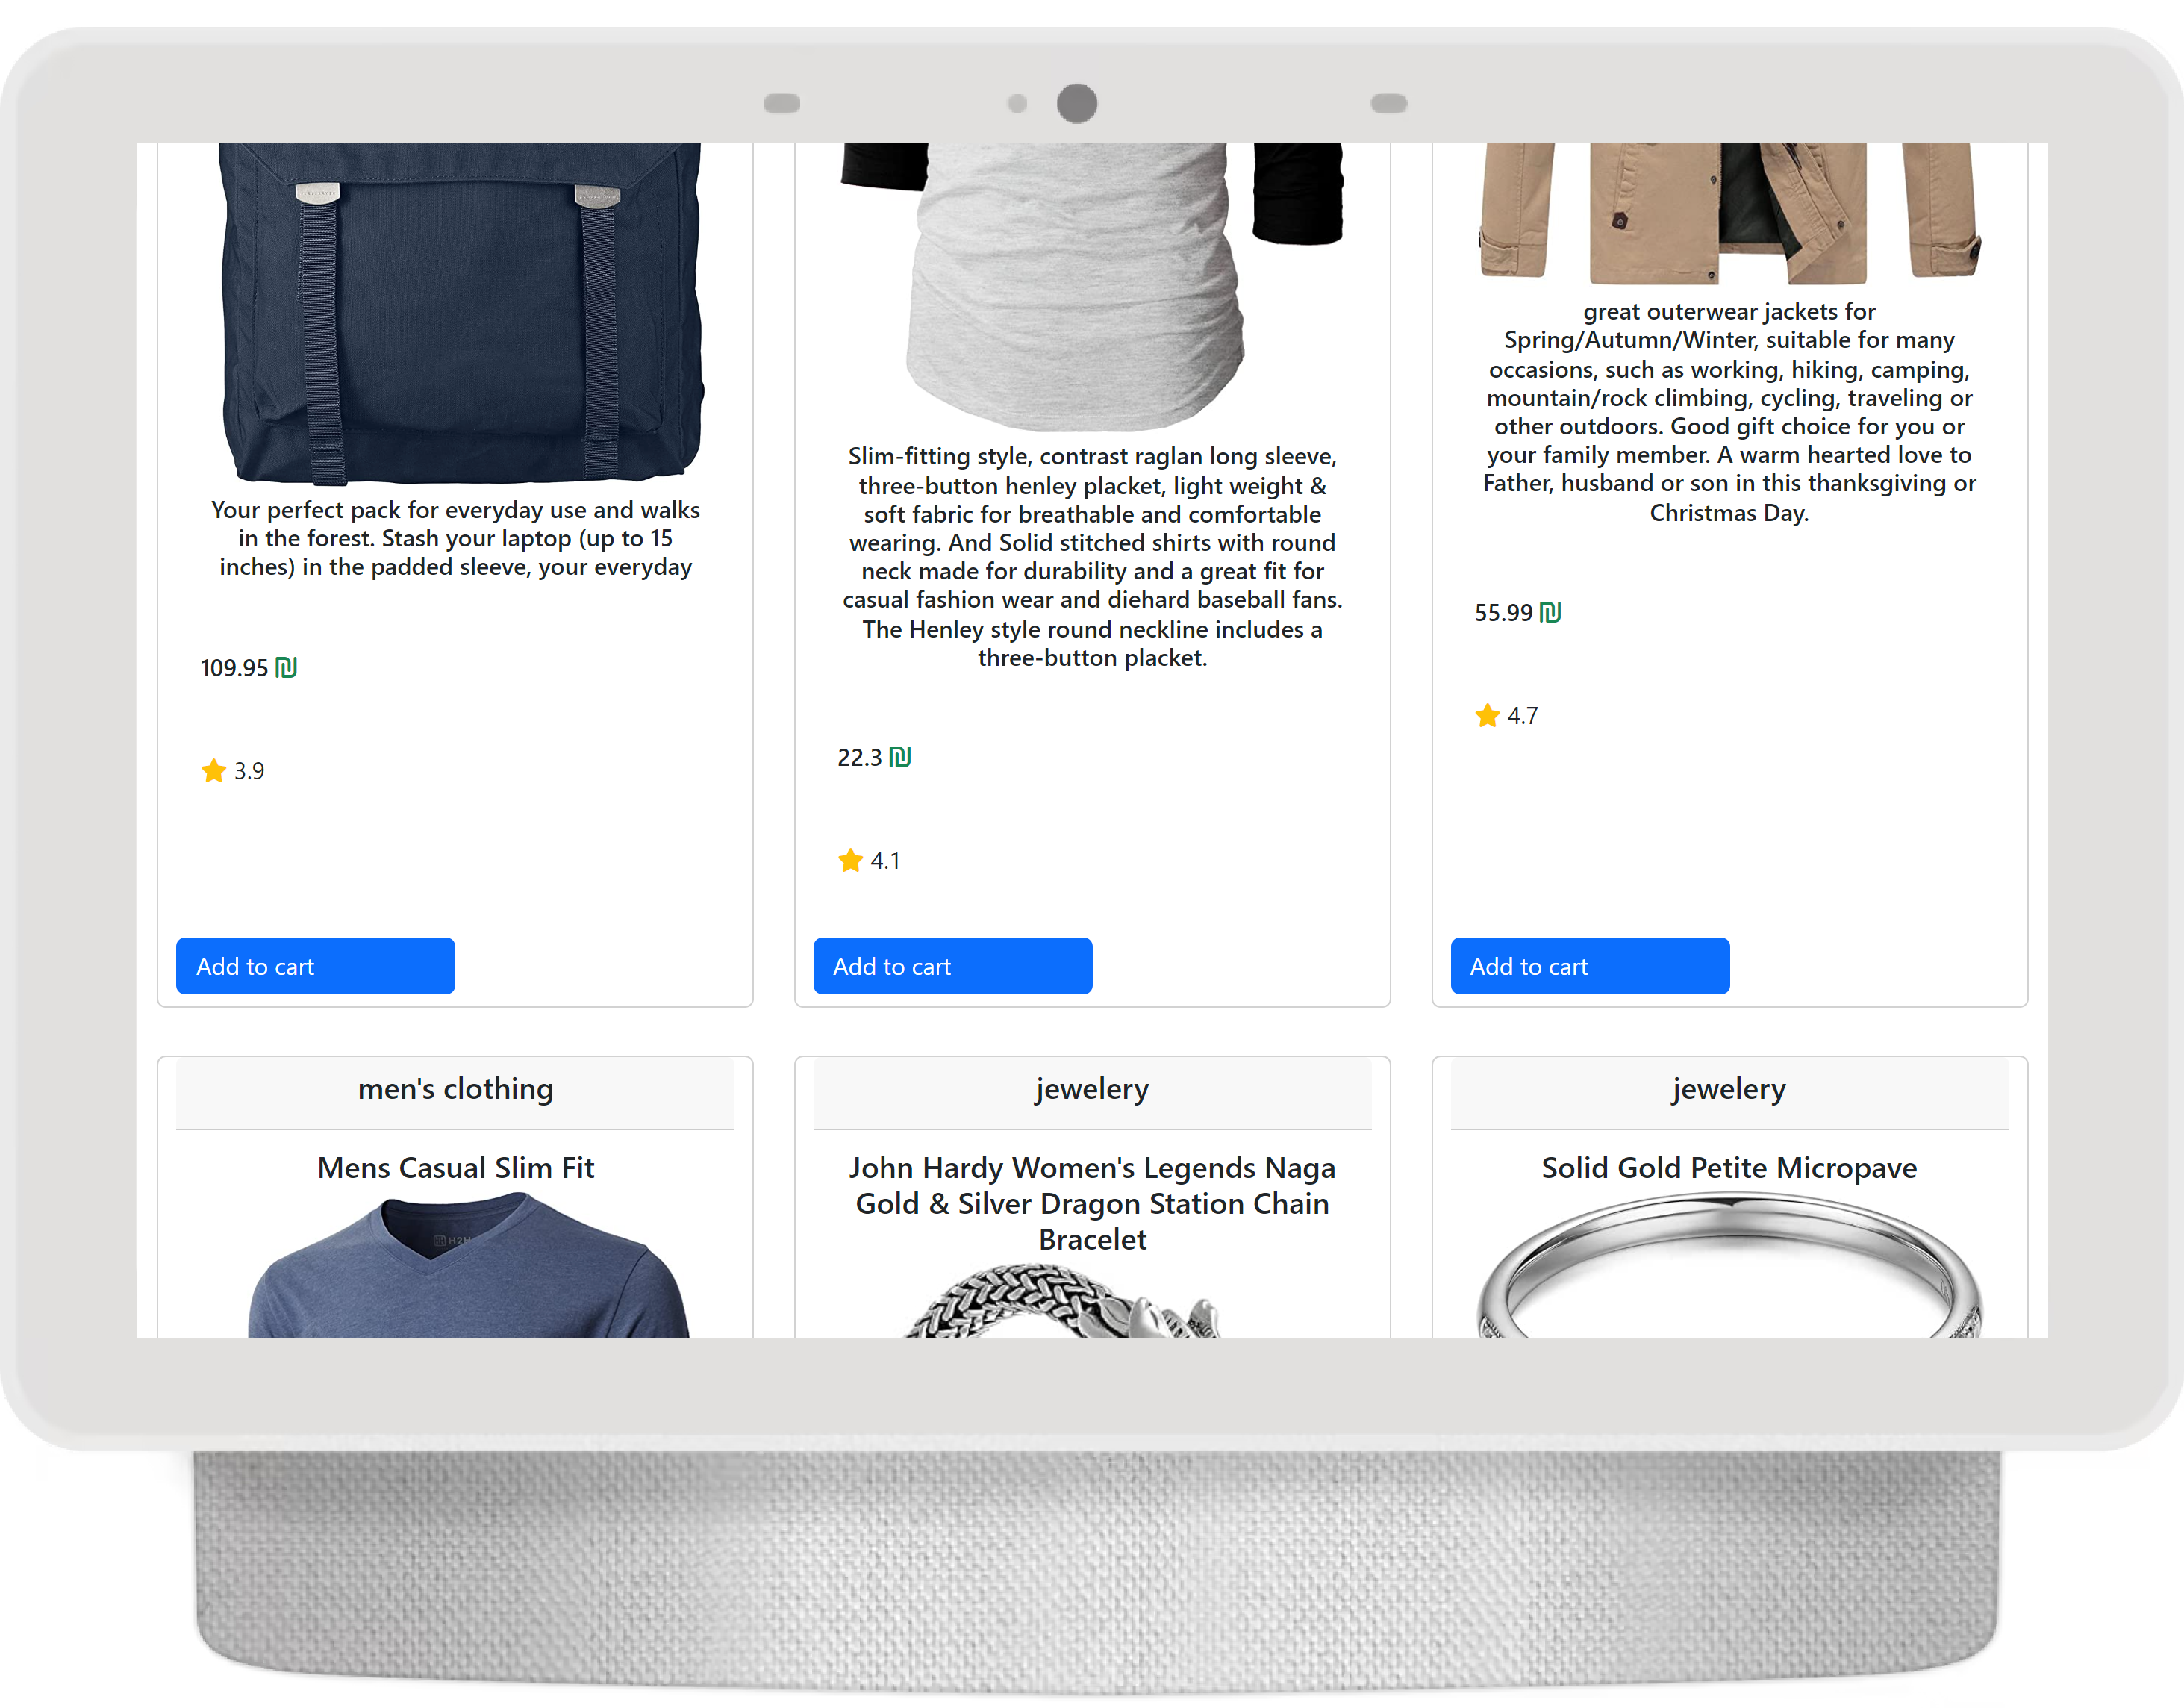 Your perfect pack for everyday use and walks
in the forest. Stash your laptop (up to 15
inches) in the padded sleeve, your everyday
109.95 ₪
3.9
Add to cart
Slim-fitting style, contrast raglan long sleeve,
three-button henley placket, light weight &
soft fabric for breathable and comfortable
wearing. And Solid stitched shirts with round
neck made for durability and a great fit for
casual fashion wear and diehard baseball fans.
The Henley style round neckline includes a
three-button placket.
22.3 ₪
4.1
Add to cart
great outerwear jackets for
Spring/Autumn/Winter, suitable for many
occasions, such as working, hiking, camping,
mountain/rock climbing, cycling, traveling or
other outdoors. Good gift choice for you or
your family member. A warm hearted love to
Father, husband or son in this thanksgiving or
Christmas Day.
55.99 ₪
4.7
Add to cart
men's clothing
Mens Casual Slim Fit
jewelery
John Hardy Women's Legends Naga
Gold & Silver Dragon Station Chain
Bracelet
jewelery
Solid Gold Petite Micropave